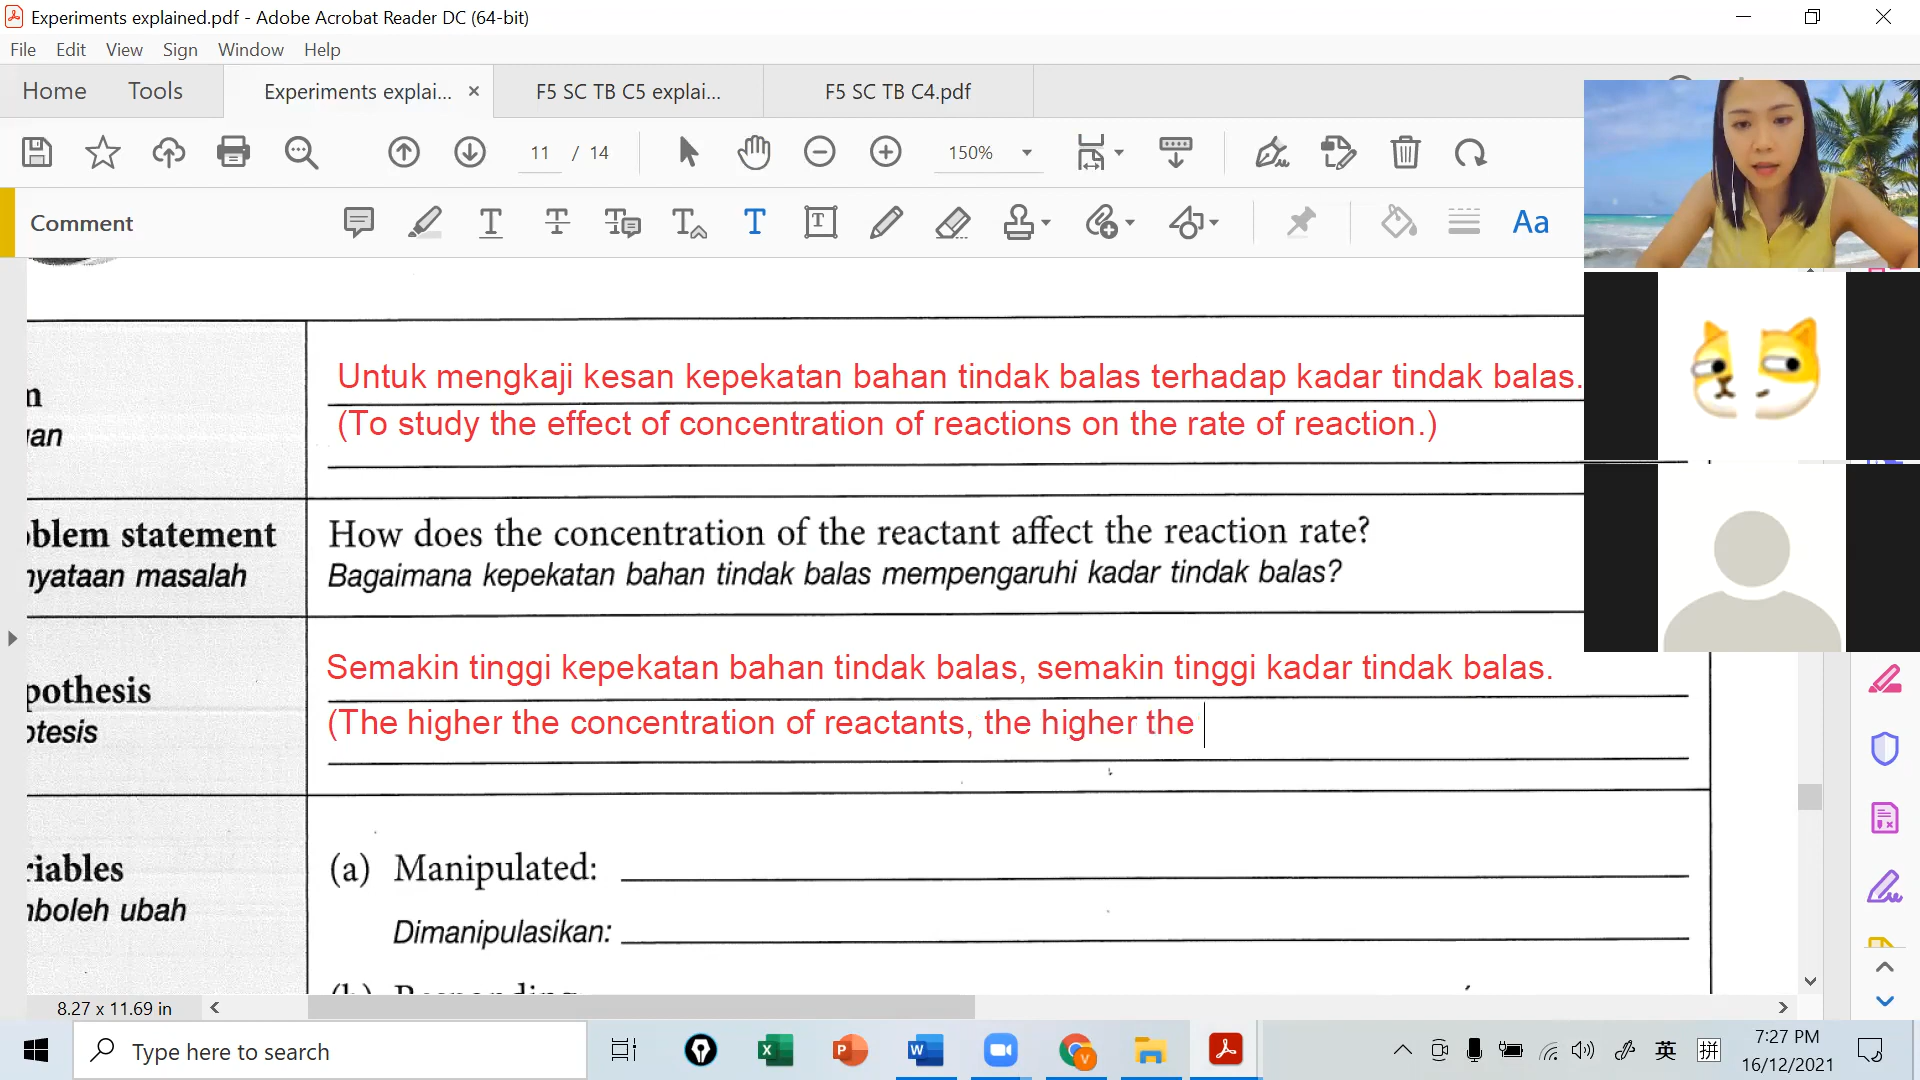 Experiments explained.pdf - Adobe Acrobat Reader DC (64-bit)
File Edit View Sign Window Help
Home Tools Experiments explai... × F5 SC TB C5 explai... F5 SC TB C4.pdf
11 / 14 150%
Comment Aa
Untuk mengkaji kesan kepekatan bahan tindak balas terhadap kadar tindak balas.
(To study the effect of concentration of reactions on the rate of reaction.)
blem statement How does the concentration of the reactant affect the reaction rate?
nyataan masalah Bagaimana kepekatan bahan tindak balas mempengaruhi kadar tindak balas?
Semakin tinggi kepekatan bahan tindak balas, semakin tinggi kadar tindak balas.
pothesis
(The higher the concentration of reactants, the higher the
otesis
riables (a) Manipulated:
boleh ubah Dimanipulasikan:
8.27 x 11.69 in
Type here to search
英 拼
7:27 PM
16/12/2021